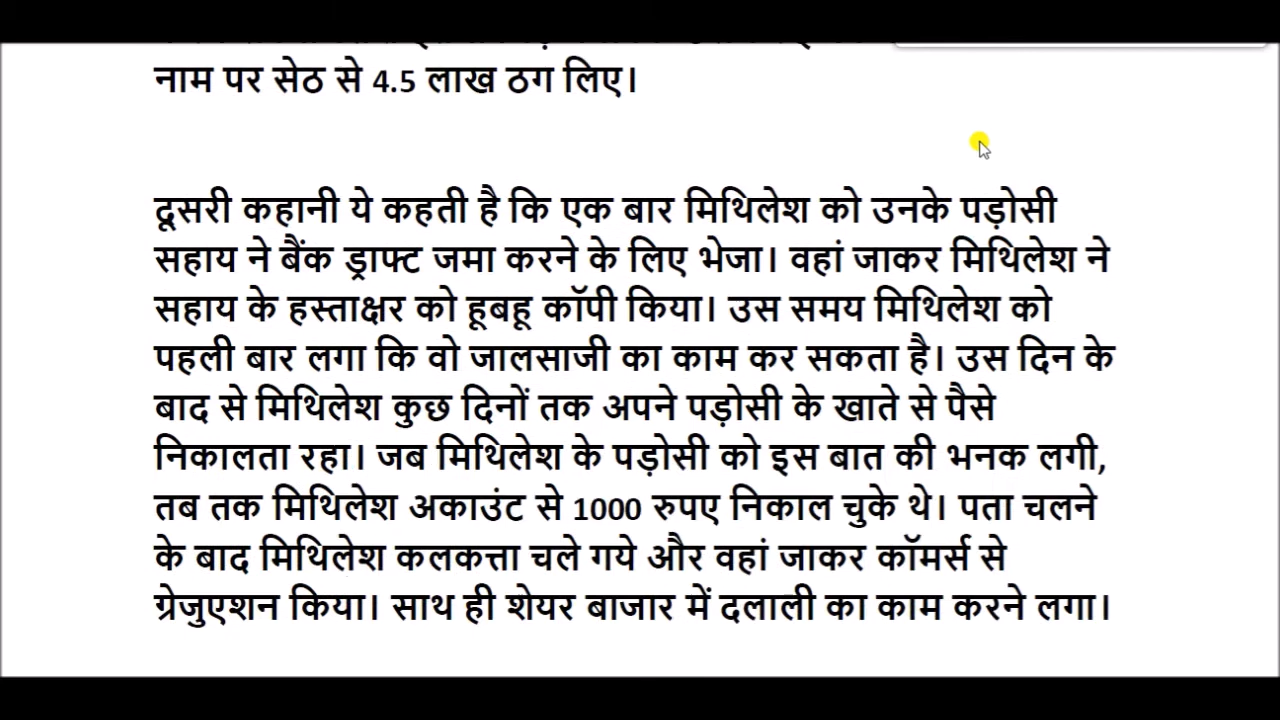 नाम पर सेठ से 4.5 लाख ठग लिए।
दूसरी कहानी ये कहती है कि एक बार मिथिलेश को उनके पड़ोसी
सहाय ने बैंक ड्राफ्ट जमा करने के लिए भेजा। वहां जाकर मिथिलेश ने
सहाय के हस्ताक्षर को हूबहू कॉपी किया। उस समय मिथिलेश को
पहली बार लगा कि वो जालसाजी का काम कर सकता है। उस दिन के
बाद से मिथिलेश कुछ दिनों तक अपने पड़ोसी के खाते से पैसे
निकालता रहा। जब मिथिलेश के पड़ोसी को इस बात की भनक लगी,
तब तक मिथिलेश अकाउंट से 1000 रुपए निकाल चुके थे। पता चलने
के बाद मिथिलेश कलकत्ता चले गये और वहां जाकर कॉमर्स से
ग्रेजुएशन किया। साथ ही शेयर बाजार में दलाली का काम करने लगा।